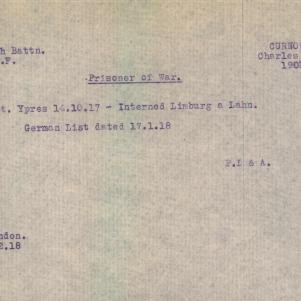 h Battn.
.F.
CURNO
Charles
190
Prisoner of War.
t. Ypres 14.10.17 - Interned Limburg a Lahn.
German List dated 17.1.18
P.I & A.
ndon.
2.18